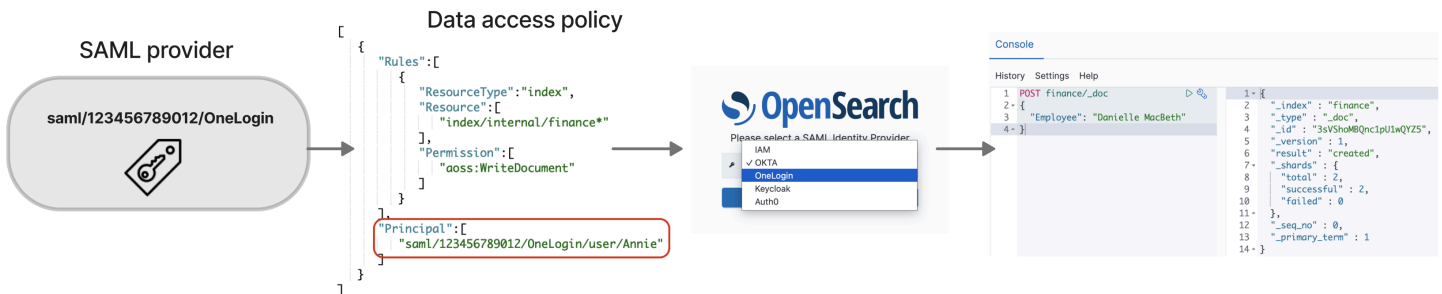 SAML provider
saml/123456789012/OneLogin
Data access policy
[
{
"Rules":[
{
"ResourceType":"index",
"Resource":[
"index/internal/finance*"
],
"Permission":[
"aoss:WriteDocument"
]
}
],
"Principal":[
"saml/123456789012/OneLogin/user/Annie"
]
}
]
OpenSearch
Please select a SAML Identity Provider
IAM
✓ OKTA
OneLogin
Keycloak
Auth0
Console
History Settings Help
1 POST finance/_doc
2 - {
3 "Employee": "Danielle MacBeth"
4 - }
1 - {
2 "_index" : "finance",
3 "_type" : "_doc",
4 "_id" : "3sVShoMBQnc1pU1wQYZ5",
5 "_version" : 1,
6 "result" : "created",
7 - "_shards" : {
8 "total" : 2,
9 "successful" : 2,
10 "failed" : 0
11 - },
12 "_seq_no" : 0,
13 "_primary_term" : 1
14 - }